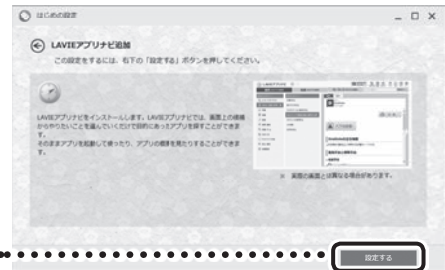 はじめの設定
LAVIEアプリナビ追加
この設定をするには、右下の「設定する」ボタンを押してください。
LAVIEアプリナビをインストールします。LAVIEアプリナビでは、画面上の候補
からやりたいことを選んでいくだけで目的にあったアプリを探すことができま
す。
そのままアプリを起動して使ったり、アプリの概要を見たりすることができま
す。
※ 実際の画面とは異なる場合があります。
設定する